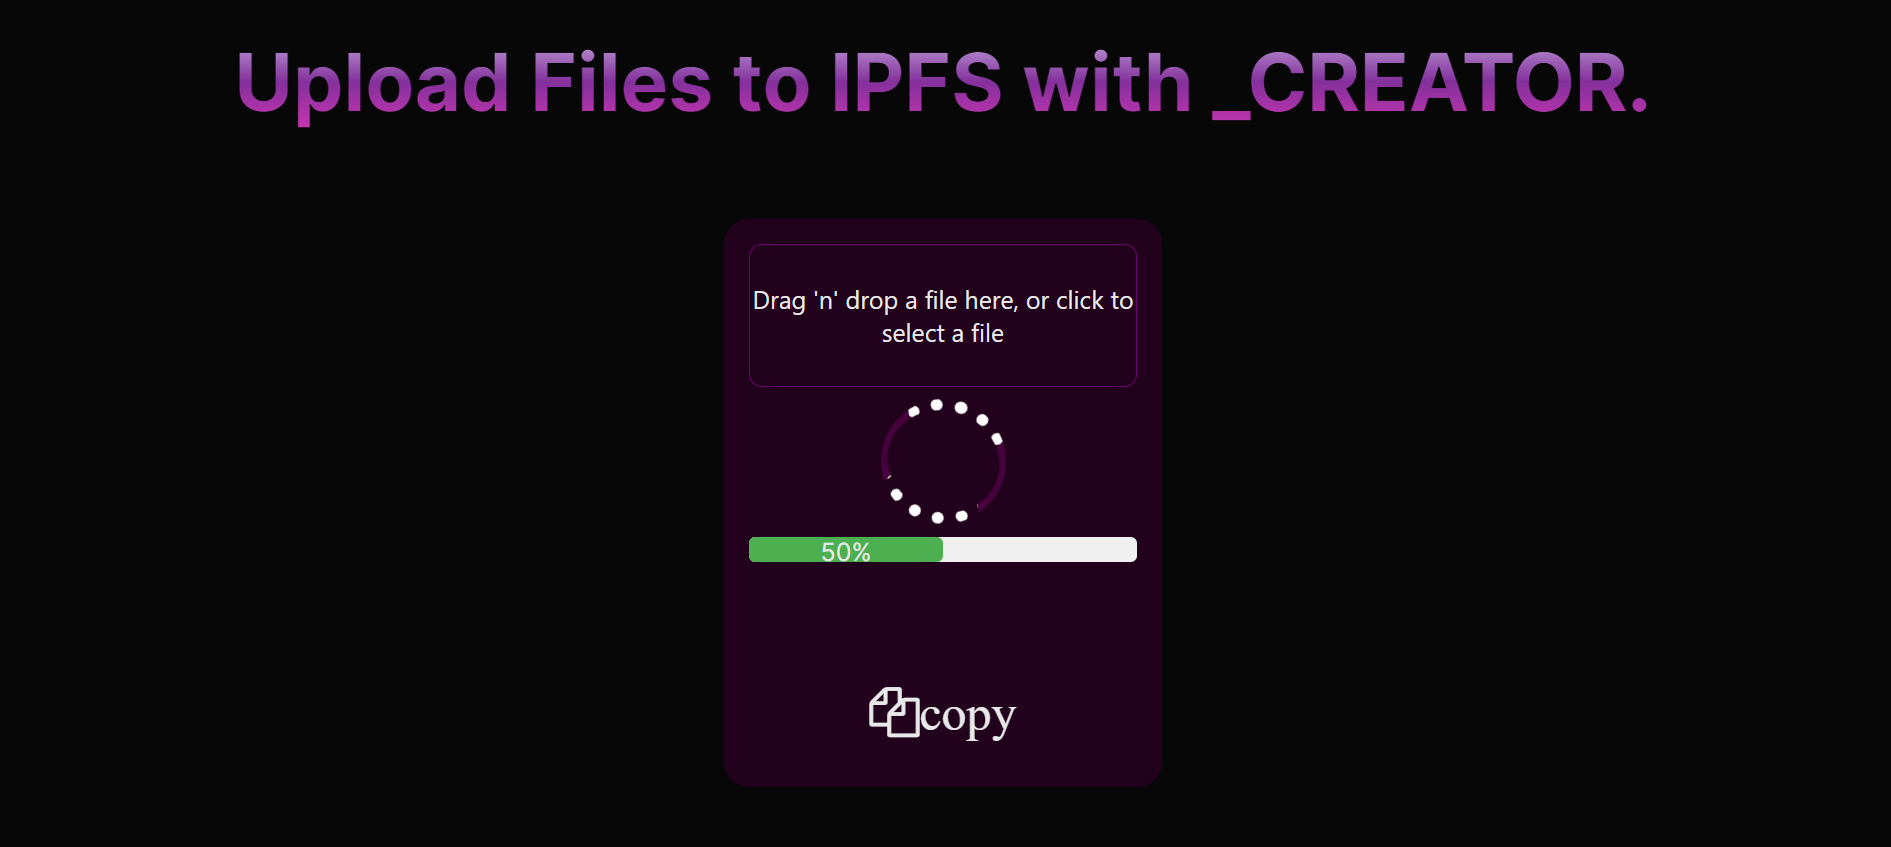 Upload Files to IPFS with _CREATOR.
Drag 'n' drop a file here, or click to
select a file
50%
copy